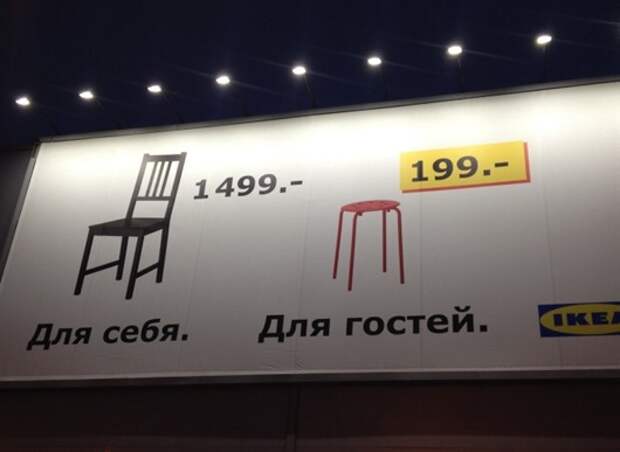 1499.-
199.-
Для себя.
Для гостей.
IKEA